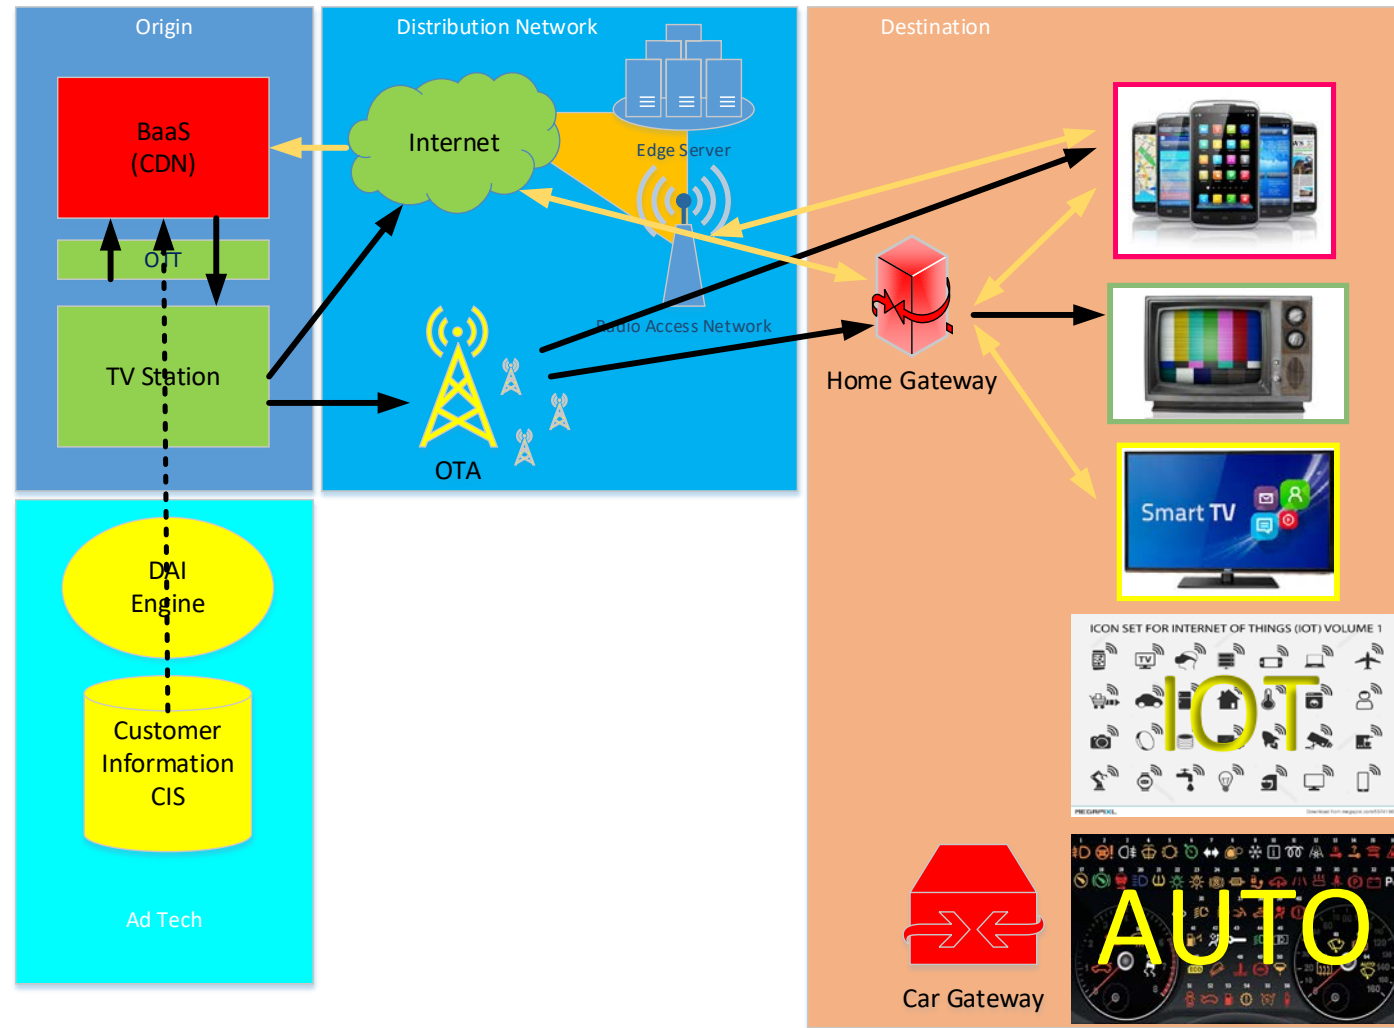 Origin
Distribution Network
Destination
BaaS
(CDN)
Internet
Edge Server
OTT
Radio Access Network
TV Station
OTA
Home Gateway
Smart TV
DAI
Engine
Customer
Information
CIS
Ad Tech
ICON SET FOR INTERNET OF THINGS (IOT) VOLUME 1
TV
IOT
MEGAPIXL
Car Gateway
AUTO